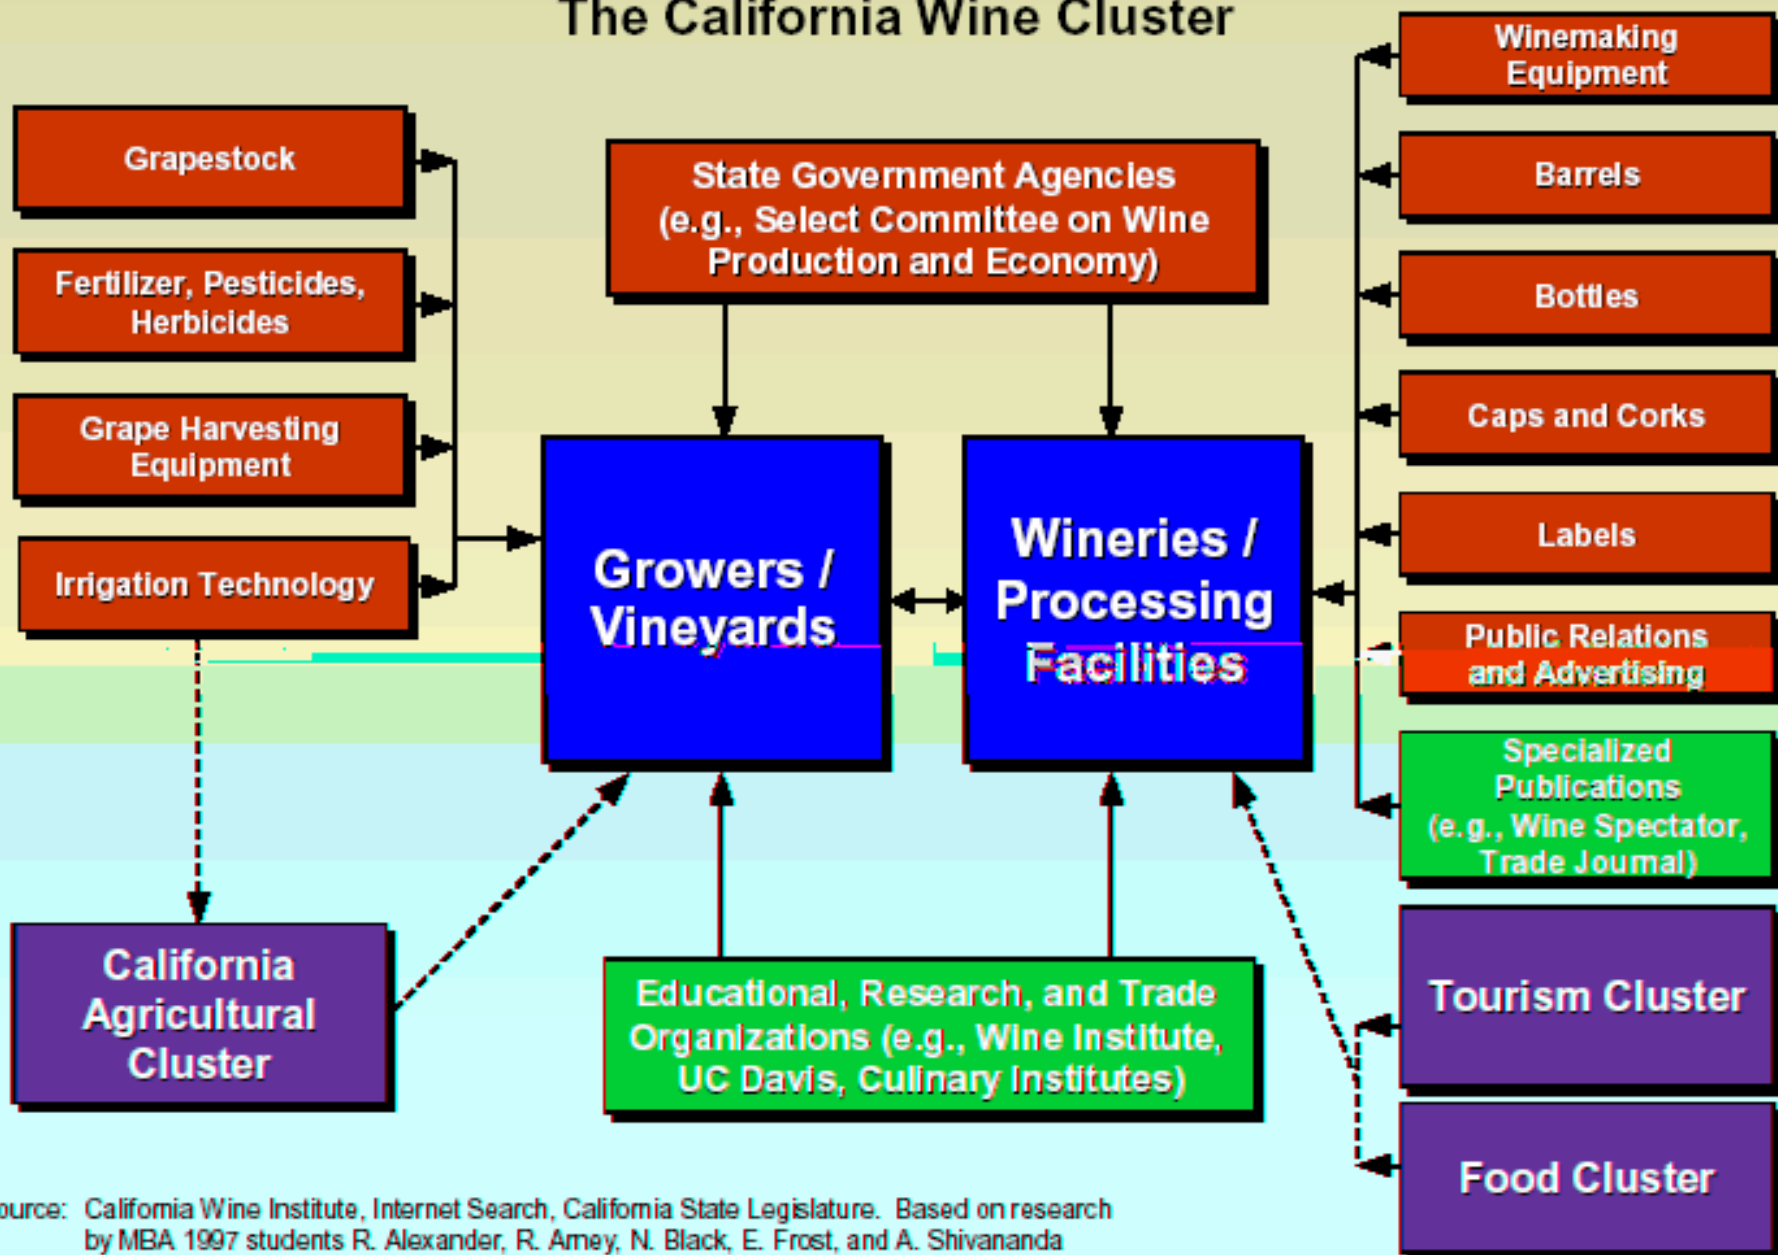 The California Wine Cluster
Grapestock
Fertilizer, Pesticides,
Herbicides
Grape Harvesting
Equipment
Irrigation Technology
State Government Agencies
(e.g., Select Committee on Wine
Production and Economy)
Growers /
Vineyards
Wineries /
Processing
Facilities
Winemaking
Equipment
Barrels
Bottles
Caps and Corks
Labels
Public Relations
and Advertising
Specialized
Publications
(e.g., Wine Spectator,
Trade Journal)
California
Agricultural
Cluster
Educational, Research, and Trade
Organizations (e.g., Wine Institute,
UC Davis, Culinary Institutes)
Tourism Cluster
Food Cluster
ource: California Wine Institute, Internet Search, California State Legislature. Based on research
by MBA 1997 students R. Alexander, R. Arney, N. Black, E. Frost, and A. Shivananda